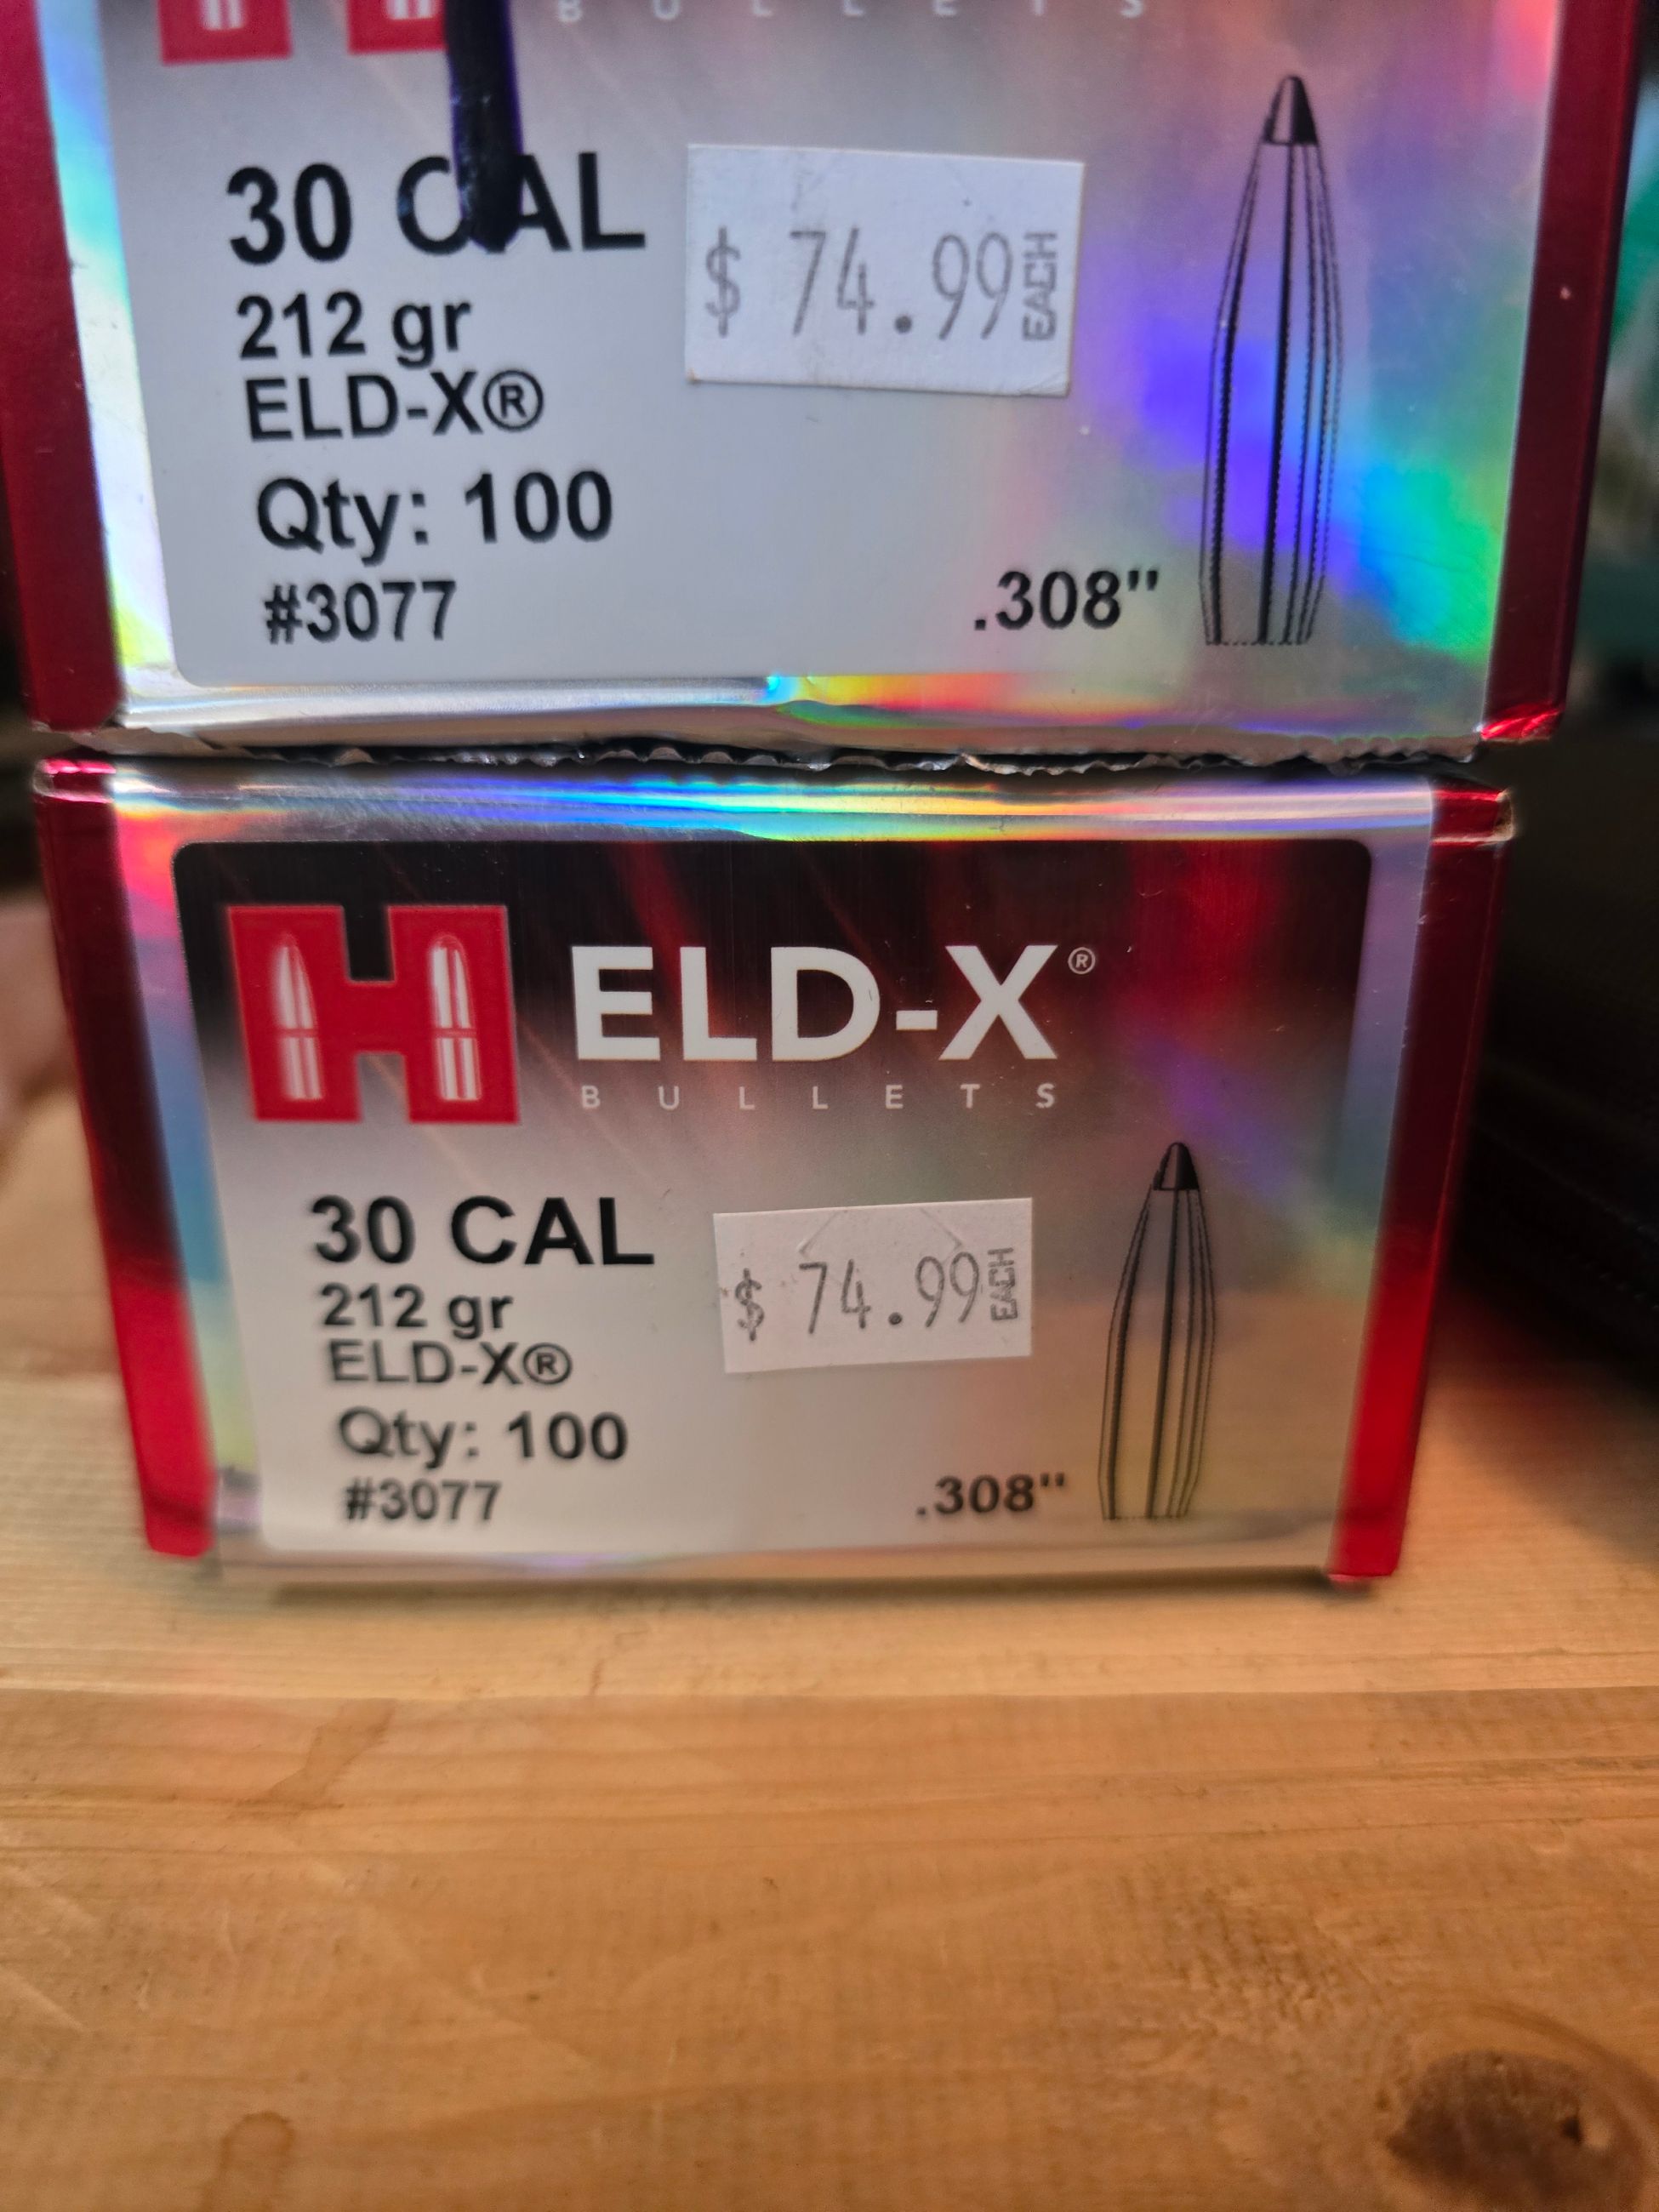 BULLETS
30 CAL
212 gr
ELD-X®
Qty: 100
#3077
$ 74.99 EACH
.308"
H ELD-X®
BULLETS
30 CAL
212 gr
ELD-X®
Qty: 100
#3077
$ 74.99 EACH
.308"